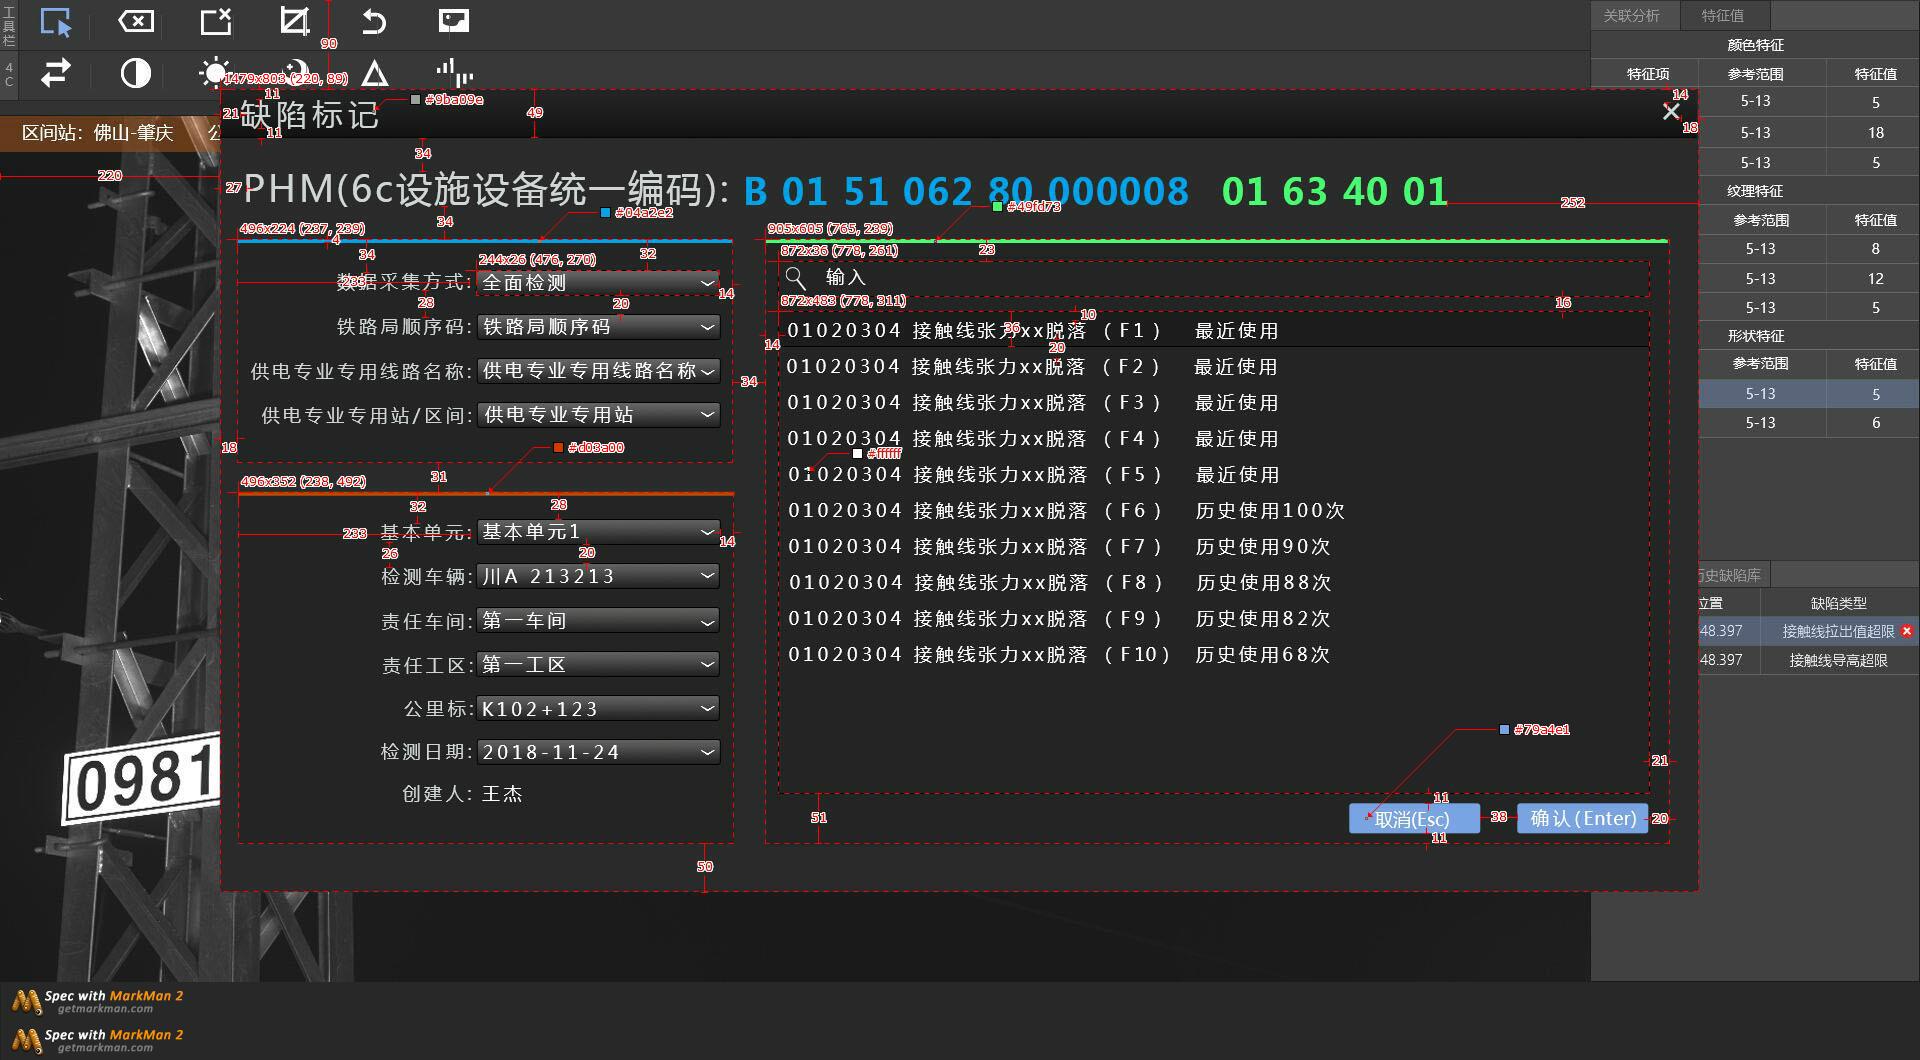 工具栏
4C
关联分析 特征值
颜色特征
特征项 参考范围 特征值
5-13 5
5-13 18
5-13 5
纹理特征
参考范围 特征值
5-13 8
5-13 12
5-13 5
形状特征
参考范围 特征值
5-13 5
5-13 6
历史缺陷库
位置 缺陷类型
48.397 接触线拉出值超限
48.397 接触线导高超限
区间站：佛山-肇庆 公
90
1479x803 (220, 89)
11
21
缺陷标记
11
#9ba09e
49
14
18
34
220
27
PHM(6c设施设备统一编码): B 01 51 062 80 000008 01 63 40 01
252
34
#04a2e2
#49fd73
496x224 (237, 239)
4
34
32
244x26 (476, 270)
数据采集方式: 全面检测
233
28
20
14
铁路局顺序码: 铁路局顺序码
供电专业专用线路名称: 供电专业专用线路名称
34
供电专业专用站/区间: 供电专业专用站
18
#d03a00
31
496x352 (238, 492)
32
28
233
基本单元: 基本单元1
26
20
14
检测车辆: 川A 213213
责任车间: 第一车间
责任工区: 第一工区
公里标: K102+123
检测日期: 2018-11-24
创建人: 王杰
50
905x605 (765, 239)
872x36 (778, 261)
23
输入
872x483 (778, 311)
16
10
36
14
20
01020304 接触线张力xx脱落 （F1） 最近使用
01020304 接触线张力xx脱落 （F2） 最近使用
01020304 接触线张力xx脱落 （F3） 最近使用
01020304 接触线张力xx脱落 （F4） 最近使用
#ffffff
01020304 接触线张力xx脱落 （F5） 最近使用
01020304 接触线张力xx脱落 （F6） 历史使用100次
01020304 接触线张力xx脱落 （F7） 历史使用90次
01020304 接触线张力xx脱落 （F8） 历史使用88次
01020304 接触线张力xx脱落 （F9） 历史使用82次
01020304 接触线张力xx脱落 （F10） 历史使用68次
#79a4e1
21
51
11
取消(Esc)
38
确认(Enter)
20
11
0981
Spec with MarkMan 2
getmarkman.com
Spec with MarkMan 2
getmarkman.com